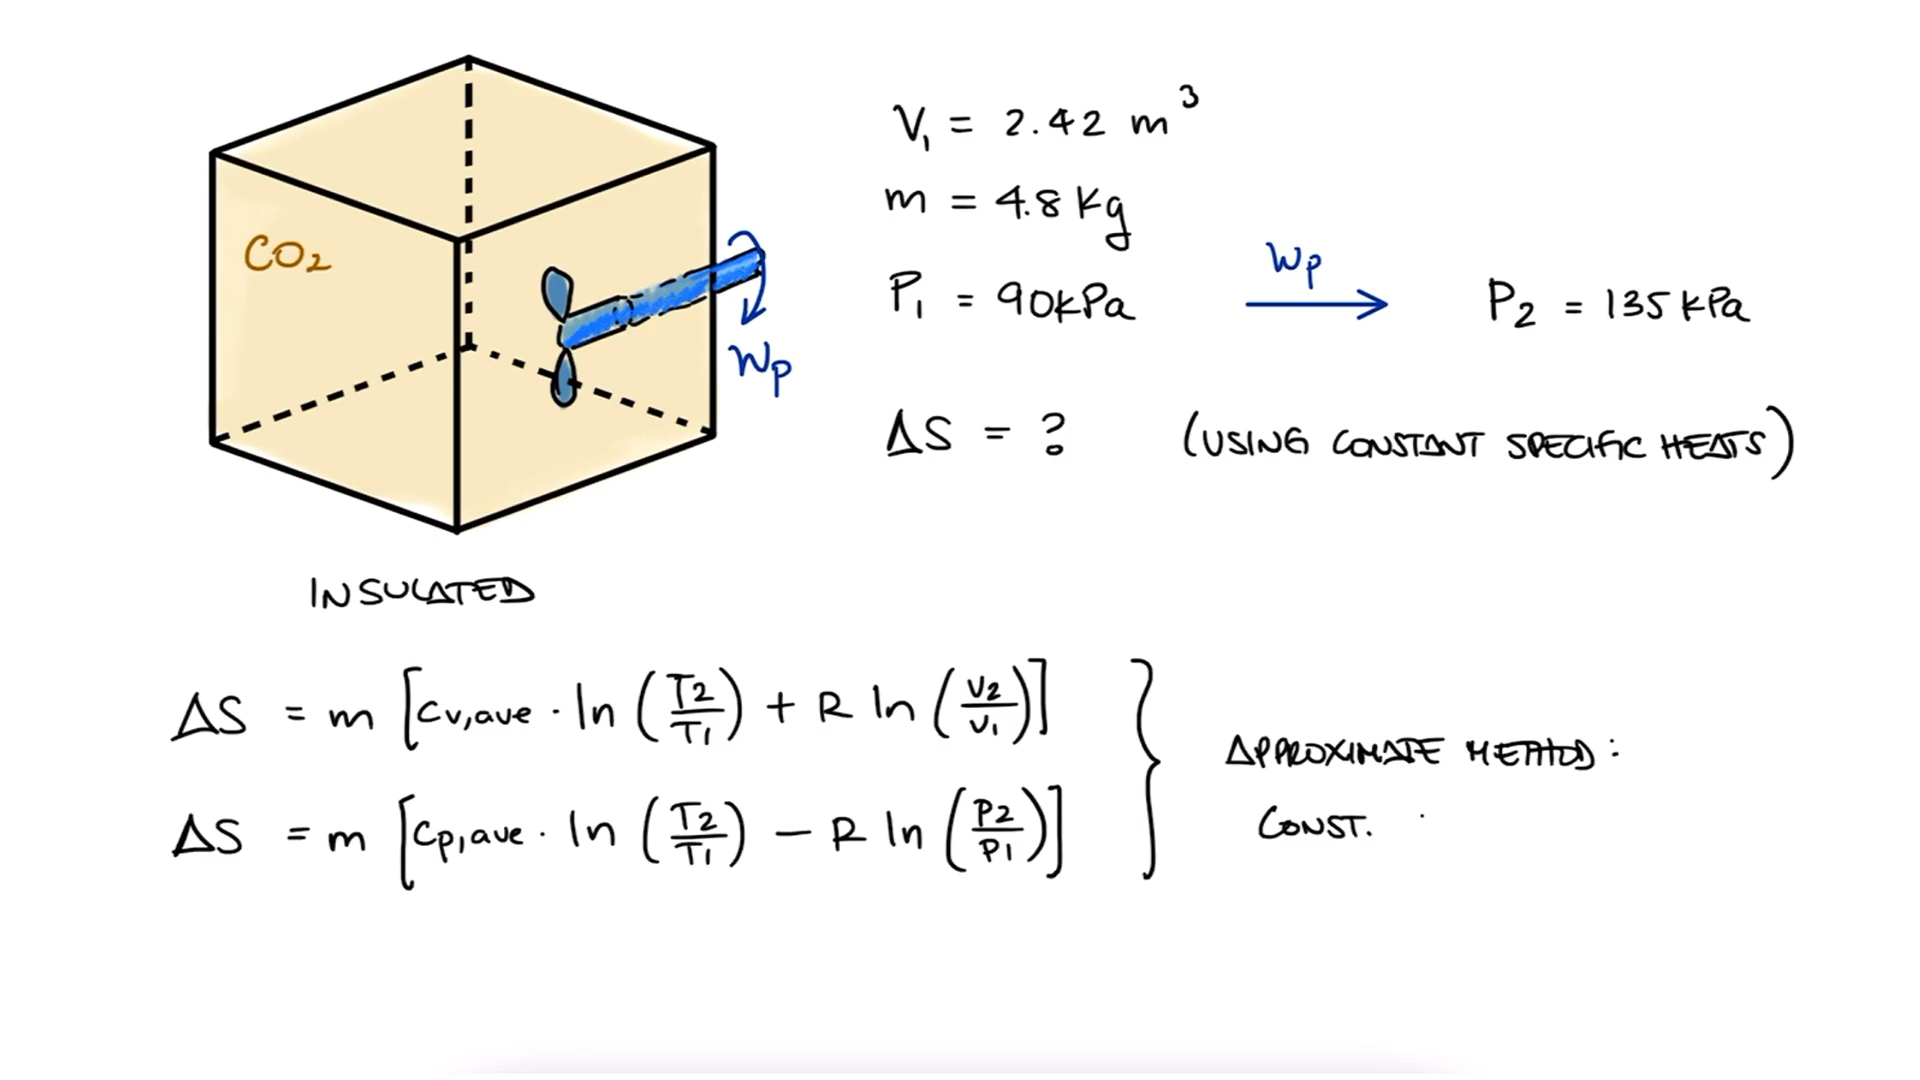 V₁ = 2.42 m³
m = 4.8 Kg
CO₂
P₁ = 90kPa
Wp
P₂ = 135 kPa
Wp
ΔS = ? (USING CONSTANT SPECIFIC HEATS)
INSULATED
ΔS = m [Cv,ave · ln (T2/T1) + R ln (V2/V1)]
ΔS = m [Cp,ave · ln (T2/T1) − R ln (P2/P1)]
APPROXIMATE METHOD:
CONST.